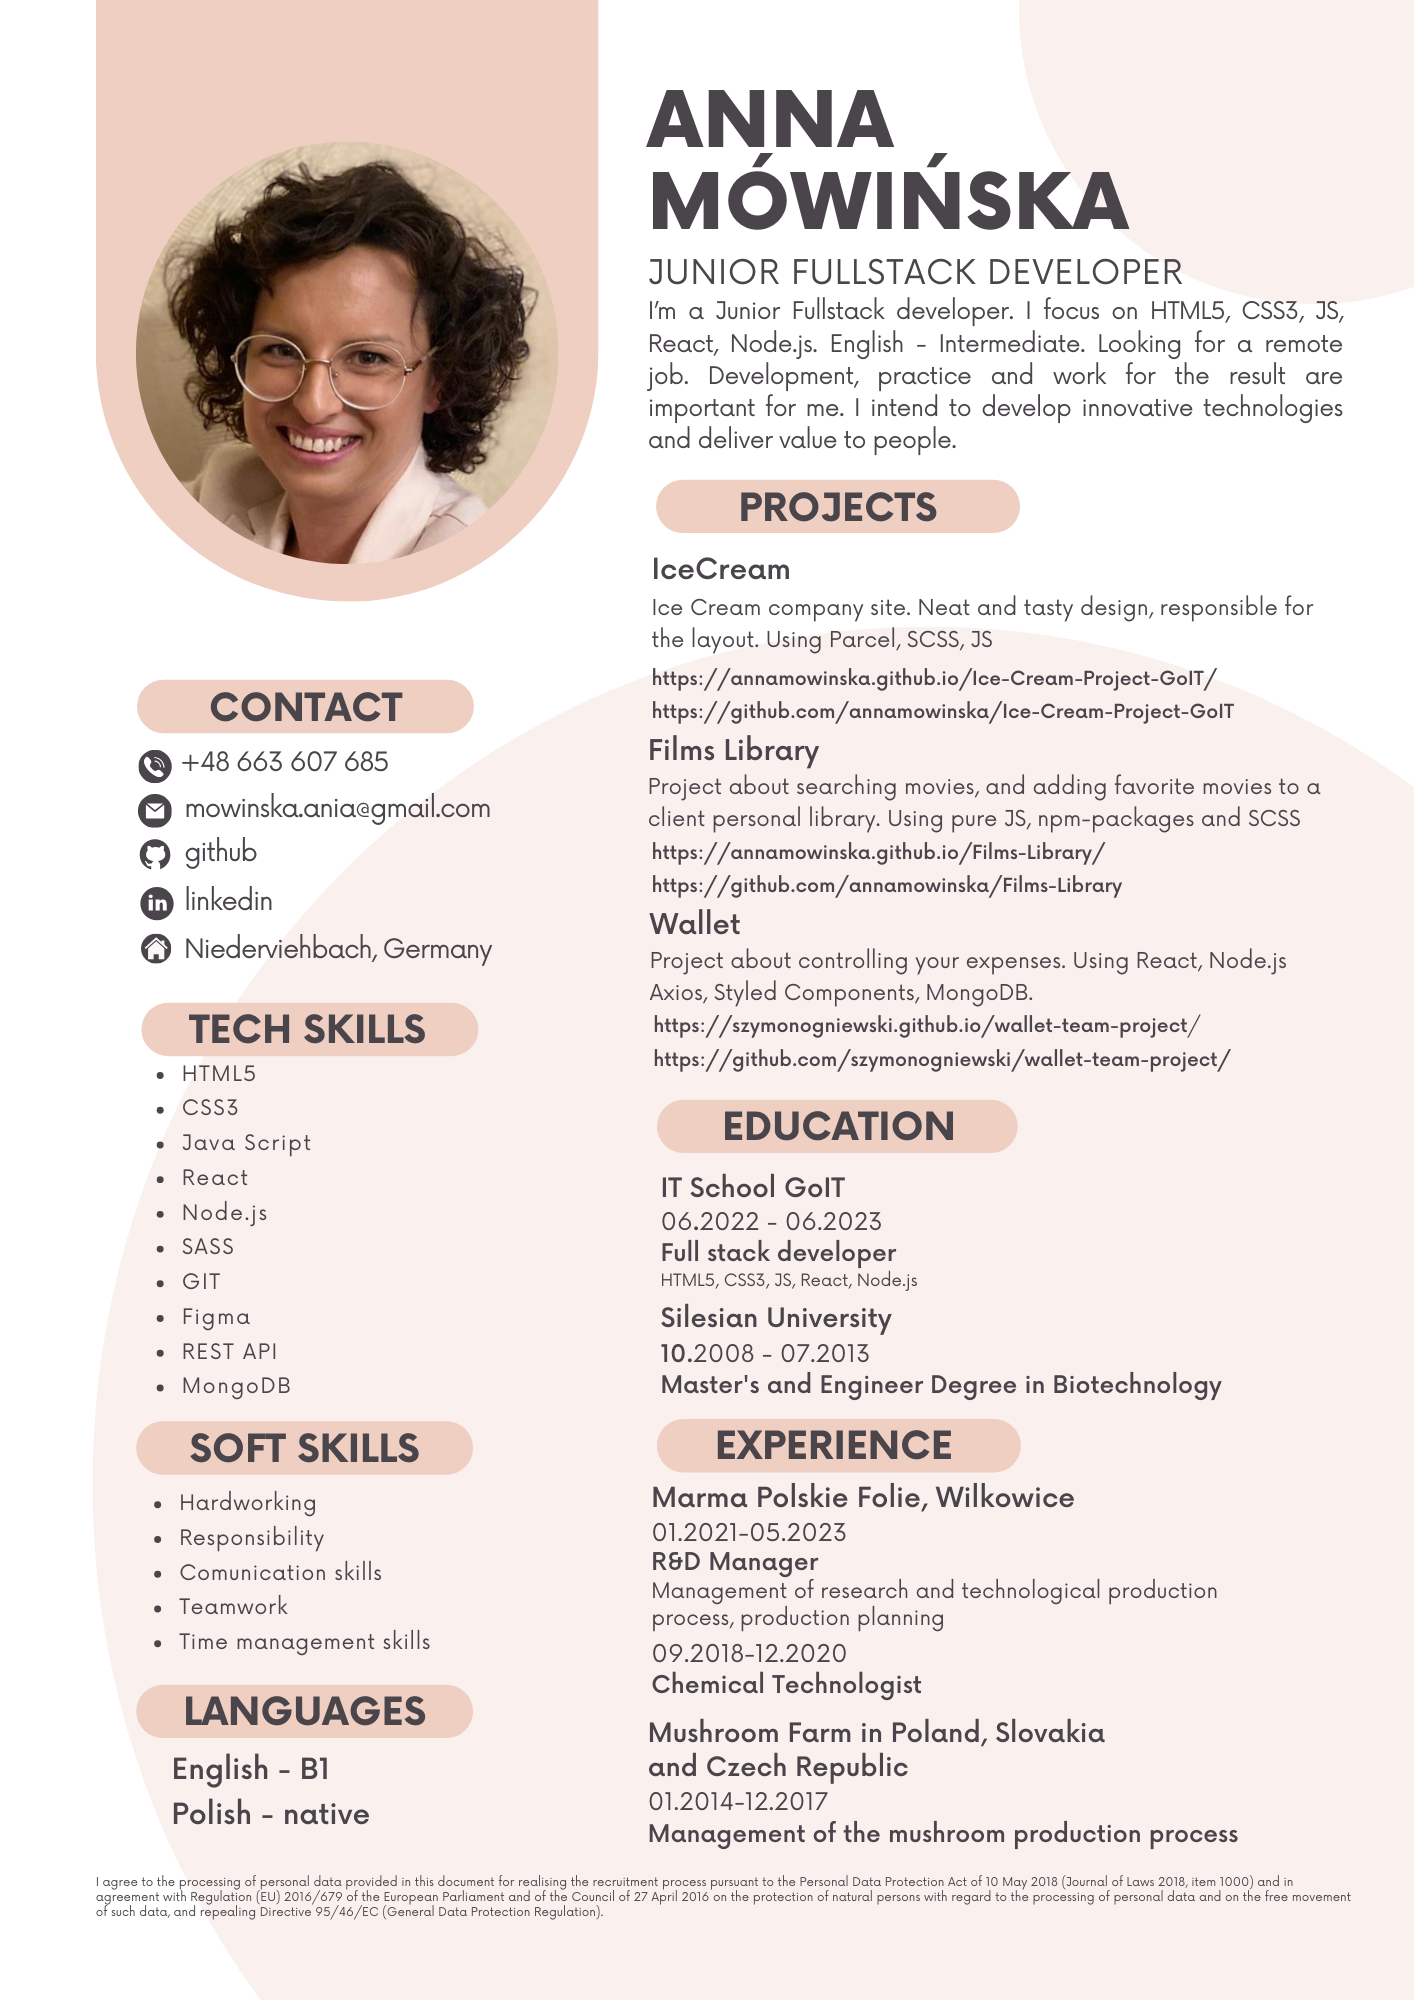 ANNA
MÓWIŃSKA
JUNIOR FULLSTACK DEVELOPER
I'm a Junior Fullstack developer. I focus on HTML5, CSS3, JS,
React, Node.js. English - Intermediate. Looking for a remote
job. Development, practice and work for the result are
important for me. I intend to develop innovative technologies
and deliver value to people.
CONTACT
+48 663 607 685
mowinska.ania@gmail.com
github
linkedin
Niederviehbach, Germany
TECH SKILLS
• HTML5
• CSS3
• Java Script
• React
• Node.js
• SASS
• GIT
• Figma
• REST API
• MongoDB
SOFT SKILLS
• Hardworking
• Responsibility
• Comunication skills
• Teamwork
• Time management skills
LANGUAGES
English - B1
Polish - native
PROJECTS
IceCream
Ice Cream company site. Neat and tasty design, responsible for
the layout. Using Parcel, SCSS, JS
https://annamowinska.github.io/Ice-Cream-Project-GoIT/
https://github.com/annamowinska/Ice-Cream-Project-GoIT
Films Library
Project about searching movies, and adding favorite movies to a
client personal library. Using pure JS, npm-packages and SCSS
https://annamowinska.github.io/Films-Library/
https://github.com/annamowinska/Films-Library
Wallet
Project about controlling your expenses. Using React, Node.js
Axios, Styled Components, MongoDB.
https://szymonogniewski.github.io/wallet-team-project/
https://github.com/szymonogniewski/wallet-team-project/
EDUCATION
IT School GoIT
06.2022 - 06.2023
Full stack developer
HTML5, CSS3, JS, React, Node.js
Silesian University
10.2008 - 07.2013
Master's and Engineer Degree in Biotechnology
EXPERIENCE
Marma Polskie Folie, Wilkowice
01.2021-05.2023
R&D Manager
Management of research and technological production
process, production planning
09.2018-12.2020
Chemical Technologist
Mushroom Farm in Poland, Slovakia
and Czech Republic
01.2014-12.2017
Management of the mushroom production process
I agree to the processing of personal data provided in this document for realising the recruitment process pursuant to the Personal Data Protection Act of 10 May 2018 (Journal of Laws 2018, item 1000) and in
agreement with Regulation (EU) 2016/679 of the European Parliament and of the Council of 27 April 2016 on the protection of natural persons with regard to the processing of personal data and on the free movement
of such data, and repealing Directive 95/46/EC (General Data Protection Regulation).